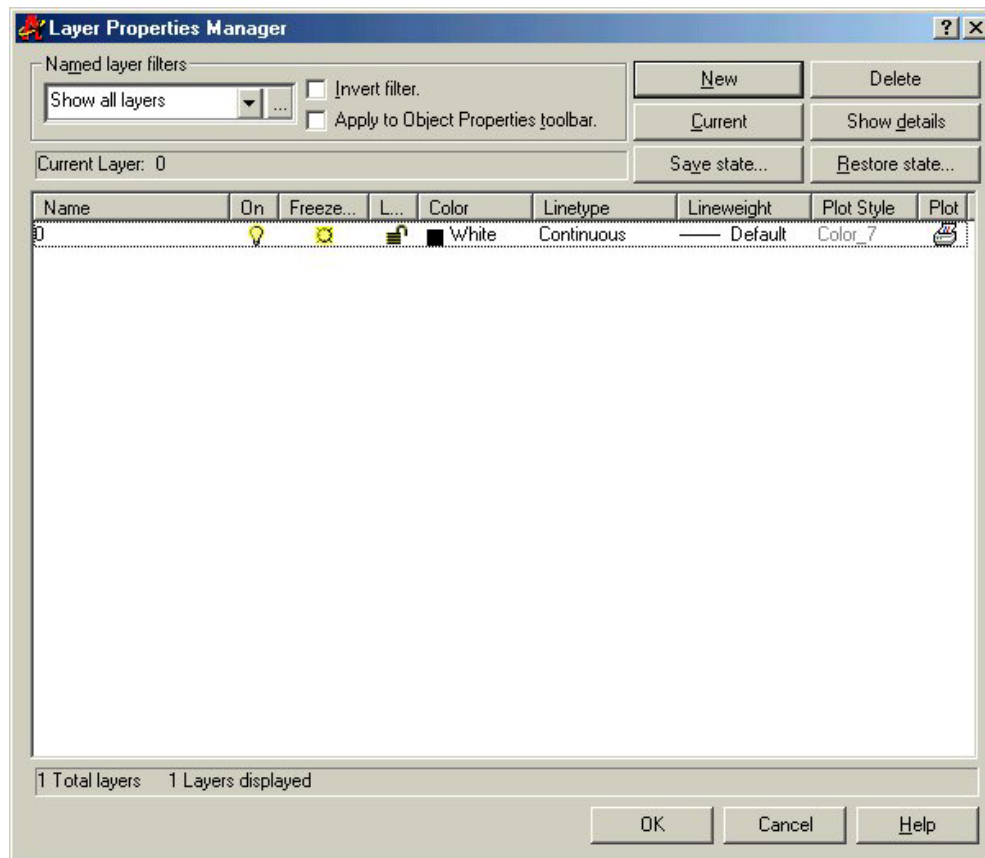 Layer Properties Manager
Named layer filters
Show all layers
...
Invert filter.
Apply to Object Properties toolbar.
New
Delete
Current
Show details
Current Layer: 0
Save state...
Restore state...
Name On Freeze... L... Color Linetype Lineweight Plot Style Plot
0 White Continuous Default Color_7
1 Total layers 1 Layers displayed
OK Cancel Help